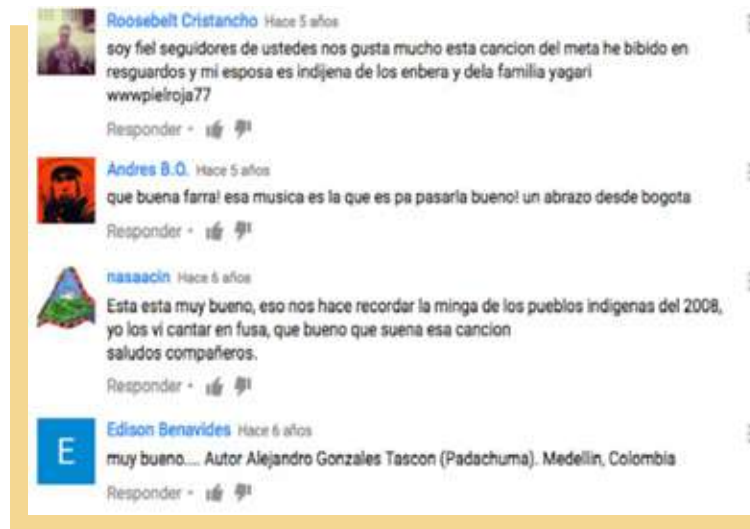 Roosebelt Cristancho Hace 5 años
soy fiel seguidores de ustedes nos gusta mucho esta cancion del meta he bibido en
resguardos y mi esposa es indijena de los enbera y dela familia yagari
wwwpielroja77
Responder •
Andres B.O. Hace 5 años
que buena farra! esa musica es la que es pa pasarla bueno! un abrazo desde bogota
Responder •
nasaacin Hace 6 años
Esta esta muy bueno, eso nos hace recordar la minga de los pueblos indigenas del 2008,
yo los vi cantar en fusa, que bueno que suena esa cancion
saludos compañeros.
Responder •
E
Edison Benavides Hace 6 años
muy bueno.... Autor Alejandro Gonzales Tascon (Padachuma). Medellin, Colombia
Responder •